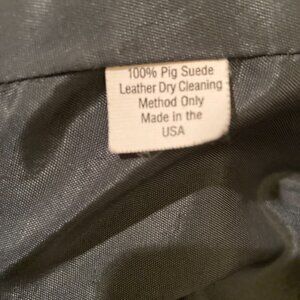 100% Pig Suede
Leather Dry Cleaning
Method Only
Made in the
USA